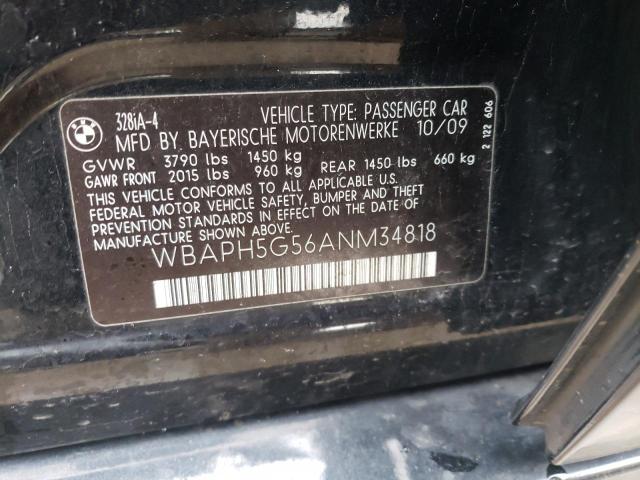 BMW
328iA-4 VEHICLE TYPE: PASSENGER CAR
MFD BY. BAYERISCHE MOTORENWERKE 10/09
GVWR 3790 lbs 1450 kg
GAWR FRONT 2015 lbs 960 kg REAR 1450 lbs 660 kg
THIS VEHICLE CONFORMS TO ALL APPLICABLE U.S.
FEDERAL MOTOR VEHICLE SAFETY, BUMPER AND THEFT
PREVENTION STANDARDS IN EFFECT ON THE DATE OF
MANUFACTURE SHOWN ABOVE.
WBAPH5G56ANM34818
2 122 606